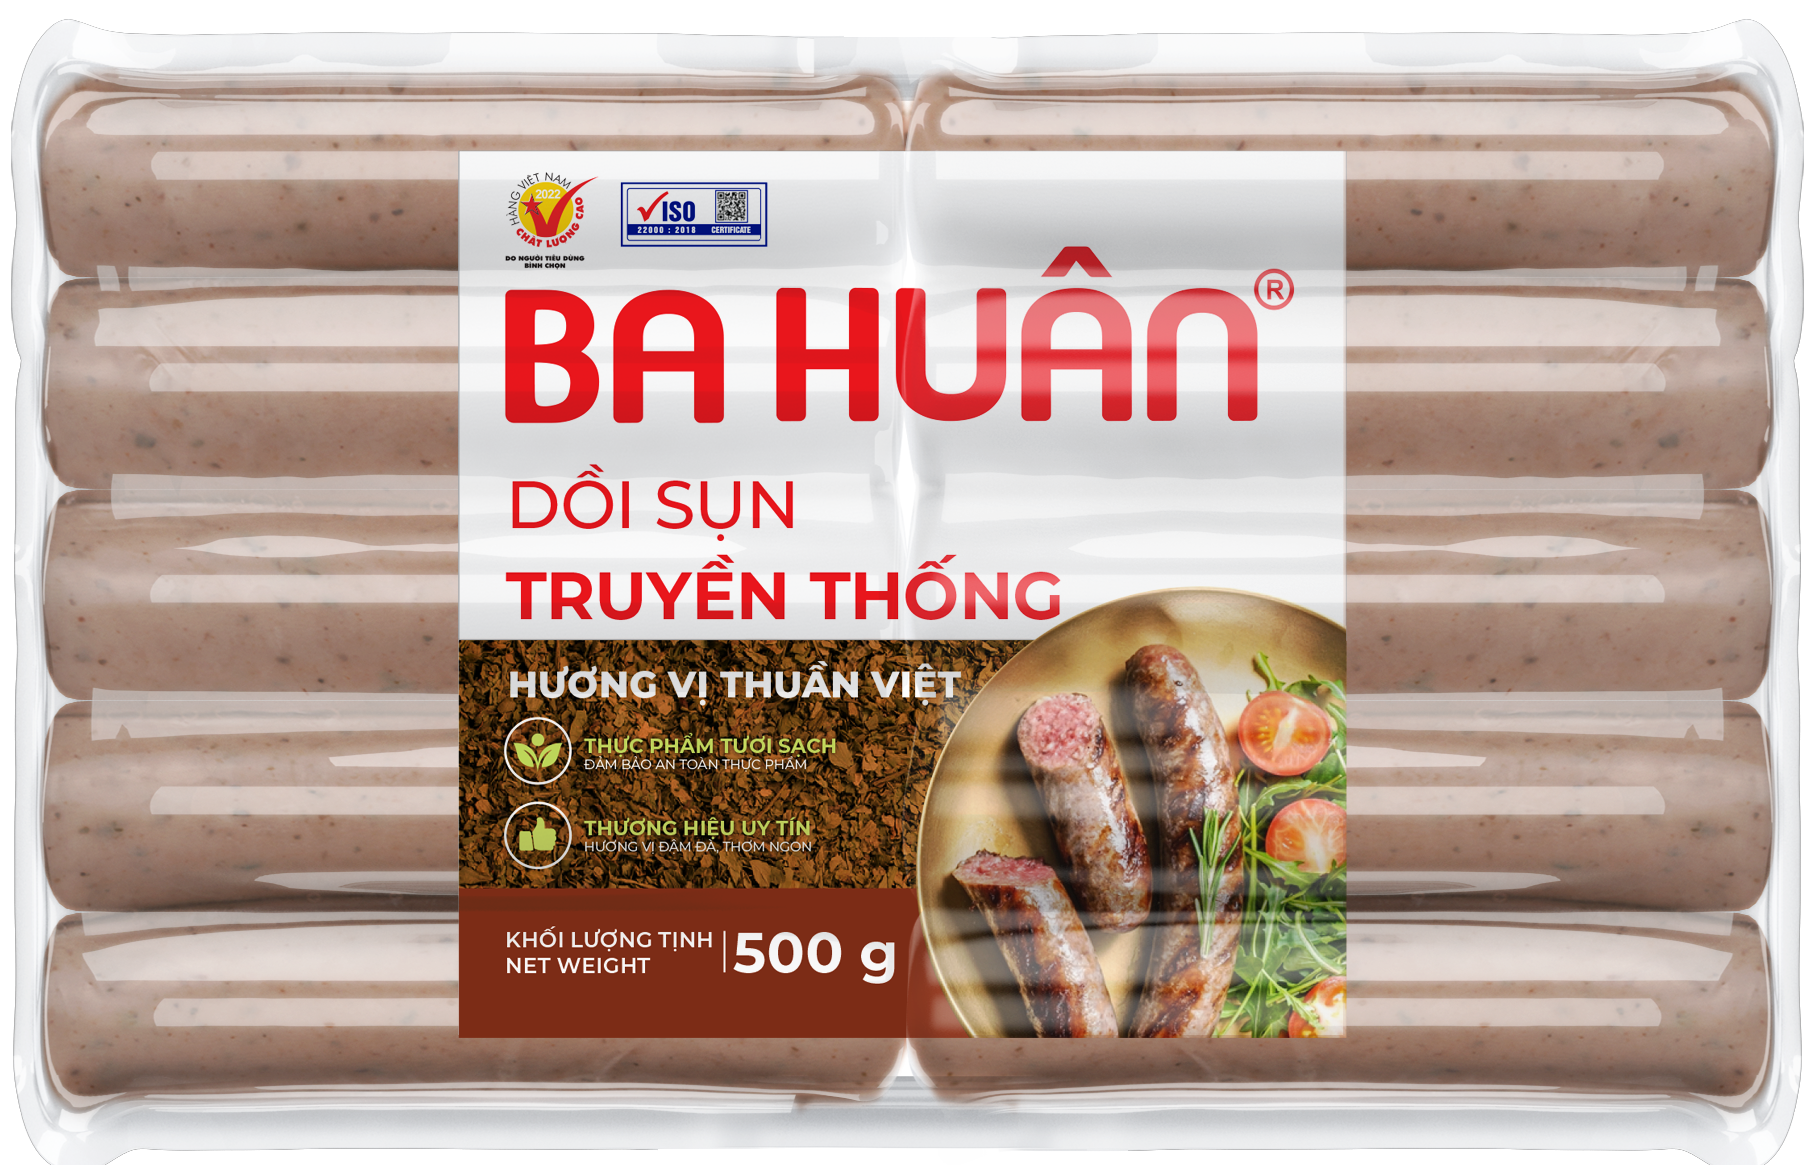 HÀNG VIỆT NAM
2022
CHẤT LƯỢNG CAO
DO NGƯỜI TIÊU DÙNG
BÌNH CHỌN
ISO
22000 : 2018 CERTIFICATE
BA HUÂN®
DỒI SỤN
TRUYỀN THỐNG
HƯƠNG VỊ THUẦN VIỆT
THỰC PHẨM TƯƠI SẠCH
ĐẢM BẢO AN TOÀN THỰC PHẨM
THƯƠNG HIỆU UY TÍN
HƯƠNG VỊ ĐẬM ĐÀ, THƠM NGON
KHỐI LƯỢNG TỊNH
NET WEIGHT
500 g